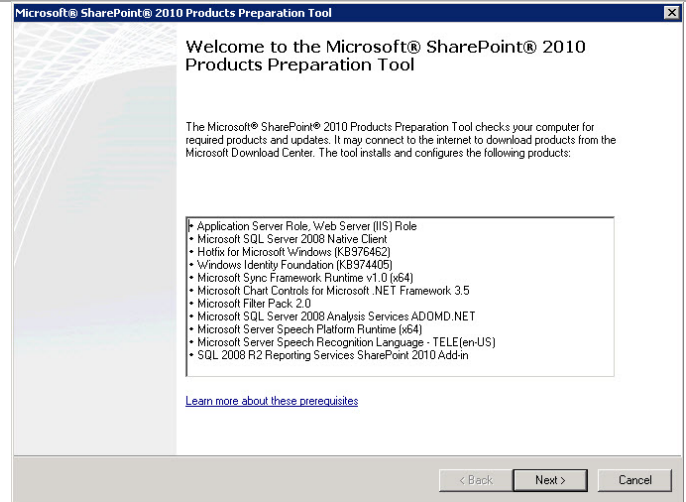 Microsoft® SharePoint® 2010 Products Preparation Tool
Welcome to the Microsoft® SharePoint® 2010
Products Preparation Tool
The Microsoft® SharePoint® 2010 Products Preparation Tool checks your computer for
required products and updates. It may connect to the internet to download products from the
Microsoft Download Center. The tool installs and configures the following products:
• Application Server Role, Web Server (IIS) Role
• Microsoft SQL Server 2008 Native Client
• Hotfix for Microsoft Windows (KB976462)
• Windows Identity Foundation (KB974405)
• Microsoft Sync Framework Runtime v1.0 (x64)
• Microsoft Chart Controls for Microsoft .NET Framework 3.5
• Microsoft Filter Pack 2.0
• Microsoft SQL Server 2008 Analysis Services ADOMD.NET
• Microsoft Server Speech Platform Runtime (x64)
• Microsoft Server Speech Recognition Language - TELE(en-US)
• SQL 2008 R2 Reporting Services SharePoint 2010 Add-in
Learn more about these prerequisites
< Back Next > Cancel